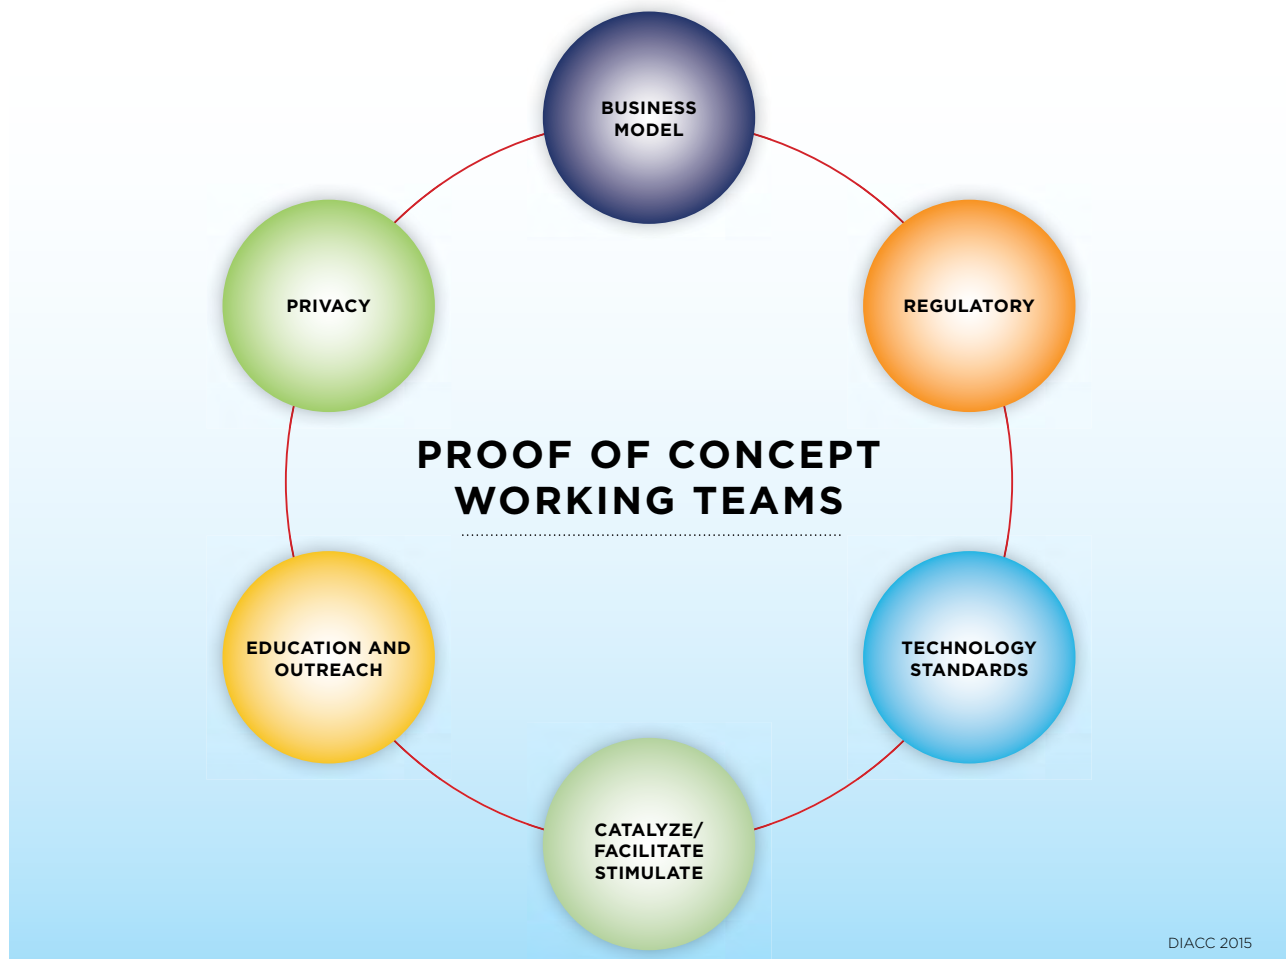 BUSINESS
MODEL
PRIVACY
REGULATORY
PROOF OF CONCEPT
WORKING TEAMS
EDUCATION AND
OUTREACH
TECHNOLOGY
STANDARDS
CATALYZE/
FACILITATE
STIMULATE
DIACC 2015